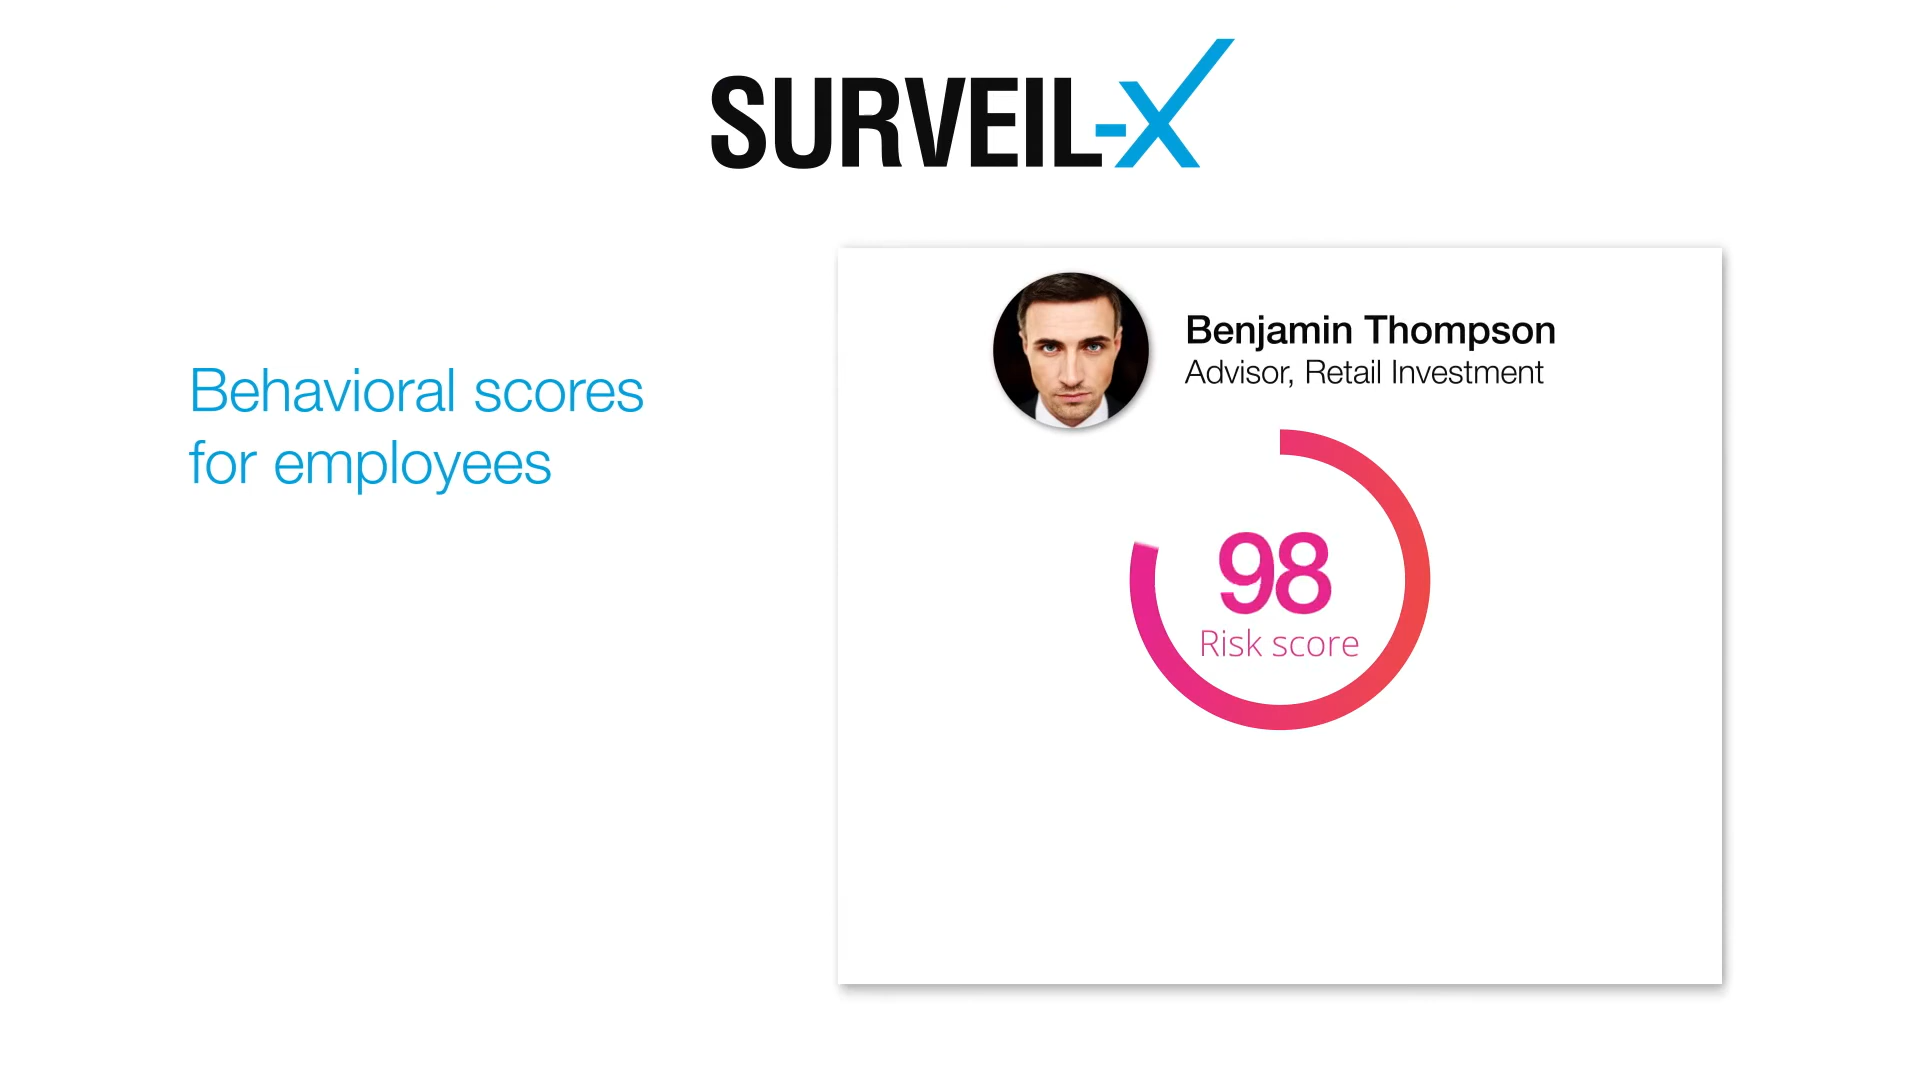 SURVEIL-X
Behavioral scores
for employees
Benjamin Thompson
Advisor, Retail Investment
98
Risk score